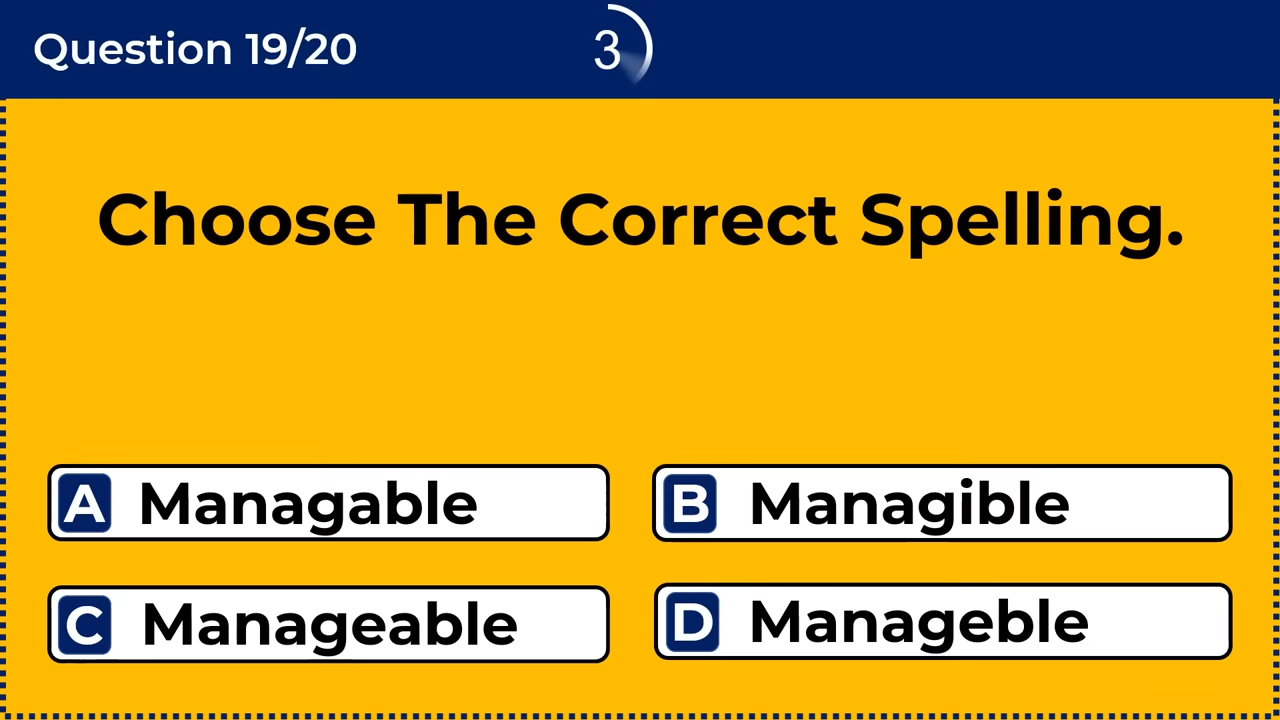 Question 19/20
3
Choose The Correct Spelling.
A Managable
B Managible
C Manageable
D Manageble